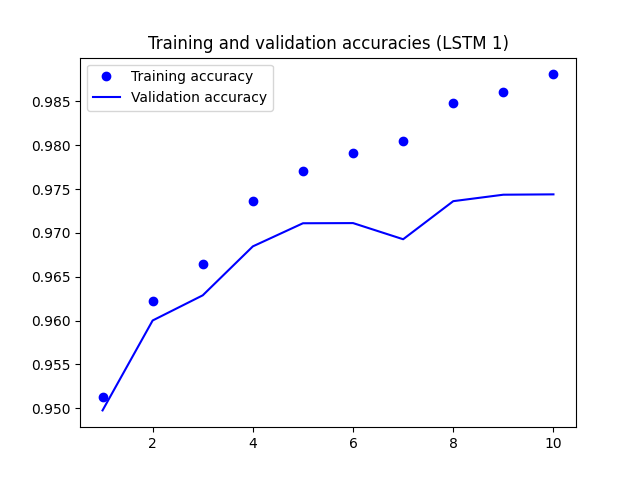 Training and validation accuracies (LSTM 1)
Training accuracy
Validation accuracy
0.985
0.980
0.975
0.970
0.965
0.960
0.955
0.950
2 4 6 8 10